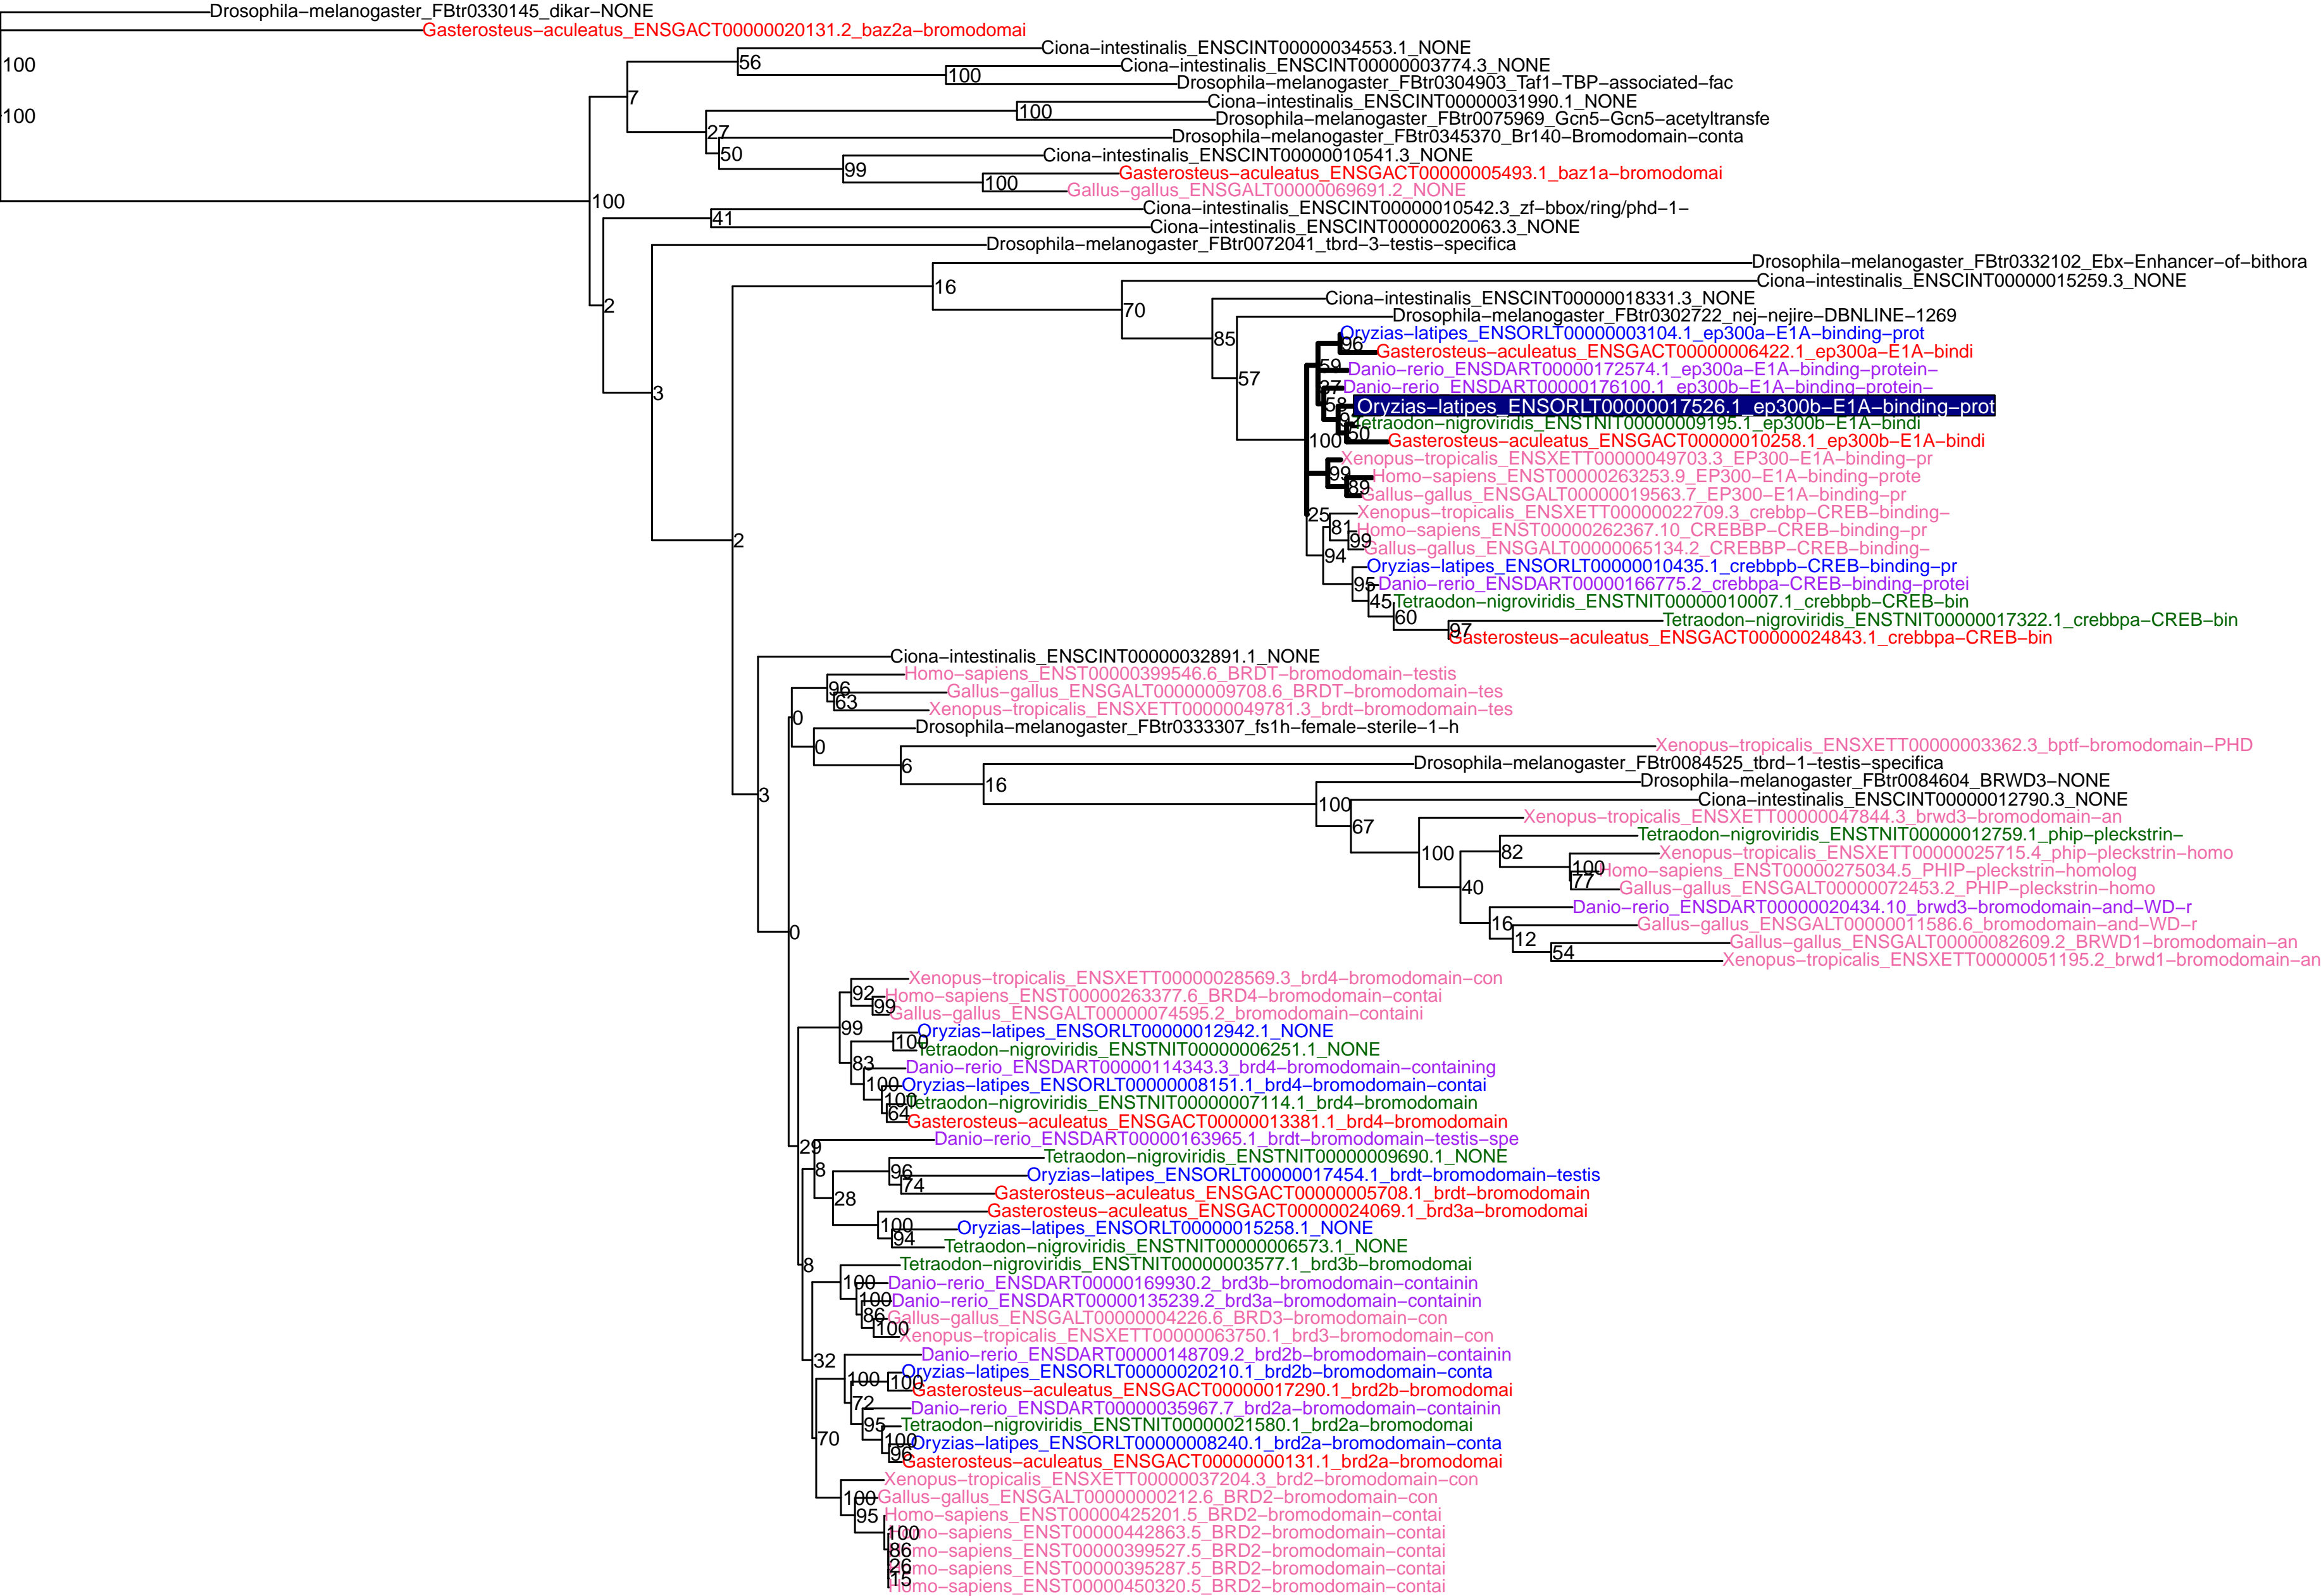 Drosophila−melanogaster_FBtr0330145_dikar−NONE
Gasterosteus−aculeatus_ENSGACT00000020131.2_baz2a−bromodomai
Ciona−intestinalis_ENSCINT00000034553.1_NONE
100
56
Ciona−intestinalis_ENSCINT00000003774.3_NONE
100
Drosophila−melanogaster_FBtr0304903_Taf1−TBP−associated−fac
7
Ciona−intestinalis_ENSCINT00000031990.1_NONE
100
100
Drosophila−melanogaster_FBtr0075969_Gcn5−Gcn5−acetyltransfe
27
Drosophila−melanogaster_FBtr0345370_Br140−Bromodomain−conta
50
Ciona−intestinalis_ENSCINT00000010541.3_NONE
99
Gasterosteus−aculeatus_ENSGACT00000005493.1_baz1a−bromodomai
100
Gallus−gallus_ENSGALT00000069691.2_NONE
100
Ciona−intestinalis_ENSCINT00000010542.3_zf−bbox/ring/phd−1−
41
Ciona−intestinalis_ENSCINT00000020063.3_NONE
Drosophila−melanogaster_FBtr0072041_tbrd−3−testis−specifica
Drosophila−melanogaster_FBtr0332102_Ebx−Enhancer−of−bithora
16
Ciona−intestinalis_ENSCINT00000015259.3_NONE
2
70
Ciona−intestinalis_ENSCINT00000018331.3_NONE
Drosophila−melanogaster_FBtr0302722_nej−nejire−DBNLINE−1269
85
Oryzias−latipes_ENSORLT00000003104.1_ep300a−E1A−binding−prot
96
Gasterosteus−aculeatus_ENSGACT00000006422.1_ep300a−E1A−bindi
59
Danio−rerio_ENSDART00000172574.1_ep300a−E1A−binding−protein−
57
37
Danio−rerio_ENSDART00000176100.1_ep300b−E1A−binding−protein−
3
58
Oryzias−latipes_ENSORLT00000017526.1_ep300b−E1A−binding−prot
Tetraodon−nigroviridis_ENSTNIT00000009195.1_ep300b−E1A−bindi
50
100
Gasterosteus−aculeatus_ENSGACT00000010258.1_ep300b−E1A−bindi
Xenopus−tropicalis_ENSXETT00000049703.3_EP300−E1A−binding−pr
99
Homo−sapiens_ENST00000263253.9_EP300−E1A−binding−prote
89
Gallus−gallus_ENSGALT00000019563.7_EP300−E1A−binding−pr
25
Xenopus−tropicalis_ENSXETT00000022709.3_crebbp−CREB−binding−
81
Homo−sapiens_ENST00000262367.10_CREBBP−CREB−binding−pr
2
99
Gallus−gallus_ENSGALT00000065134.2_CREBBP−CREB−binding−
94
Oryzias−latipes_ENSORLT00000010435.1_crebbpb−CREB−binding−pr
95
Danio−rerio_ENSDART00000166775.2_crebbpa−CREB−binding−protei
45
Tetraodon−nigroviridis_ENSTNIT00000010007.1_crebbpb−CREB−bin
60
Tetraodon−nigroviridis_ENSTNIT00000017322.1_crebbpa−CREB−bin
97
Gasterosteus−aculeatus_ENSGACT00000024843.1_crebbpa−CREB−bin
Ciona−intestinalis_ENSCINT00000032891.1_NONE
Homo−sapiens_ENST00000399546.6_BRDT−bromodomain−testis
96
Gallus−gallus_ENSGALT00000009708.6_BRDT−bromodomain−tes
63
Xenopus−tropicalis_ENSXETT00000049781.3_brdt−bromodomain−tes
0
Drosophila−melanogaster_FBtr0333307_fs1h−female−sterile−1−h
0
Xenopus−tropicalis_ENSXETT00000003362.3_bptf−bromodomain−PHD
6
Drosophila−melanogaster_FBtr0084525_tbrd−1−testis−specifica
16
Drosophila−melanogaster_FBtr0084604_BRWD3−NONE
3
100
Ciona−intestinalis_ENSCINT00000012790.3_NONE
67
Xenopus−tropicalis_ENSXETT00000047844.3_brwd3−bromodomain−an
Tetraodon−nigroviridis_ENSTNIT00000012759.1_phip−pleckstrin−
100
82
Xenopus−tropicalis_ENSXETT00000025715.4_phip−pleckstrin−homo
100
Homo−sapiens_ENST00000275034.5_PHIP−pleckstrin−homolog
77
Gallus−gallus_ENSGALT00000072453.2_PHIP−pleckstrin−homo
40
Danio−rerio_ENSDART00000020434.10_brwd3−bromodomain−and−WD−r
16
Gallus−gallus_ENSGALT00000011586.6_bromodomain−and−WD−r
0
12
Gallus−gallus_ENSGALT00000082609.2_BRWD1−bromodomain−an
54
Xenopus−tropicalis_ENSXETT00000051195.2_brwd1−bromodomain−an
Xenopus−tropicalis_ENSXETT00000028569.3_brd4−bromodomain−con
92
Homo−sapiens_ENST00000263377.6_BRD4−bromodomain−contai
99
Gallus−gallus_ENSGALT00000074595.2_bromodomain−containi
99
Oryzias−latipes_ENSORLT00000012942.1_NONE
100
Tetraodon−nigroviridis_ENSTNIT00000006251.1_NONE
83
Danio−rerio_ENSDART00000114343.3_brd4−bromodomain−containing
100
Oryzias−latipes_ENSORLT00000008151.1_brd4−bromodomain−contai
100
Tetraodon−nigroviridis_ENSTNIT00000007114.1_brd4−bromodomain
64
Gasterosteus−aculeatus_ENSGACT00000013381.1_brd4−bromodomain
29
Danio−rerio_ENSDART00000163965.1_brdt−bromodomain−testis−spe
8
Tetraodon−nigroviridis_ENSTNIT00000009690.1_NONE
96
Oryzias−latipes_ENSORLT00000017454.1_brdt−bromodomain−testis
74
Gasterosteus−aculeatus_ENSGACT00000005708.1_brdt−bromodomain
28
Gasterosteus−aculeatus_ENSGACT00000024069.1_brd3a−bromodomai
100
Oryzias−latipes_ENSORLT00000015258.1_NONE
94
Tetraodon−nigroviridis_ENSTNIT00000006573.1_NONE
8
Tetraodon−nigroviridis_ENSTNIT00000003577.1_brd3b−bromodomai
100
Danio−rerio_ENSDART00000169930.2_brd3b−bromodomain−containin
100
Danio−rerio_ENSDART00000135239.2_brd3a−bromodomain−containin
86
Gallus−gallus_ENSGALT00000004226.6_BRD3−bromodomain−con
100
Xenopus−tropicalis_ENSXETT00000063750.1_brd3−bromodomain−con
32
Danio−rerio_ENSDART00000148709.2_brd2b−bromodomain−containin
100
Oryzias−latipes_ENSORLT00000020210.1_brd2b−bromodomain−conta
100
Gasterosteus−aculeatus_ENSGACT00000017290.1_brd2b−bromodomai
72
Danio−rerio_ENSDART00000035967.7_brd2a−bromodomain−containin
95
Tetraodon−nigroviridis_ENSTNIT00000021580.1_brd2a−bromodomai
70
100
Oryzias−latipes_ENSORLT00000008240.1_brd2a−bromodomain−conta
96
Gasterosteus−aculeatus_ENSGACT00000000131.1_brd2a−bromodomai
Xenopus−tropicalis_ENSXETT00000037204.3_brd2−bromodomain−con
100
Gallus−gallus_ENSGALT00000000212.6_BRD2−bromodomain−con
95
Homo−sapiens_ENST00000425201.5_BRD2−bromodomain−contai
100
Homo−sapiens_ENST00000442863.5_BRD2−bromodomain−contai
86
Homo−sapiens_ENST00000399527.5_BRD2−bromodomain−contai
26
Homo−sapiens_ENST00000395287.5_BRD2−bromodomain−contai
15
Homo−sapiens_ENST00000450320.5_BRD2−bromodomain−contai